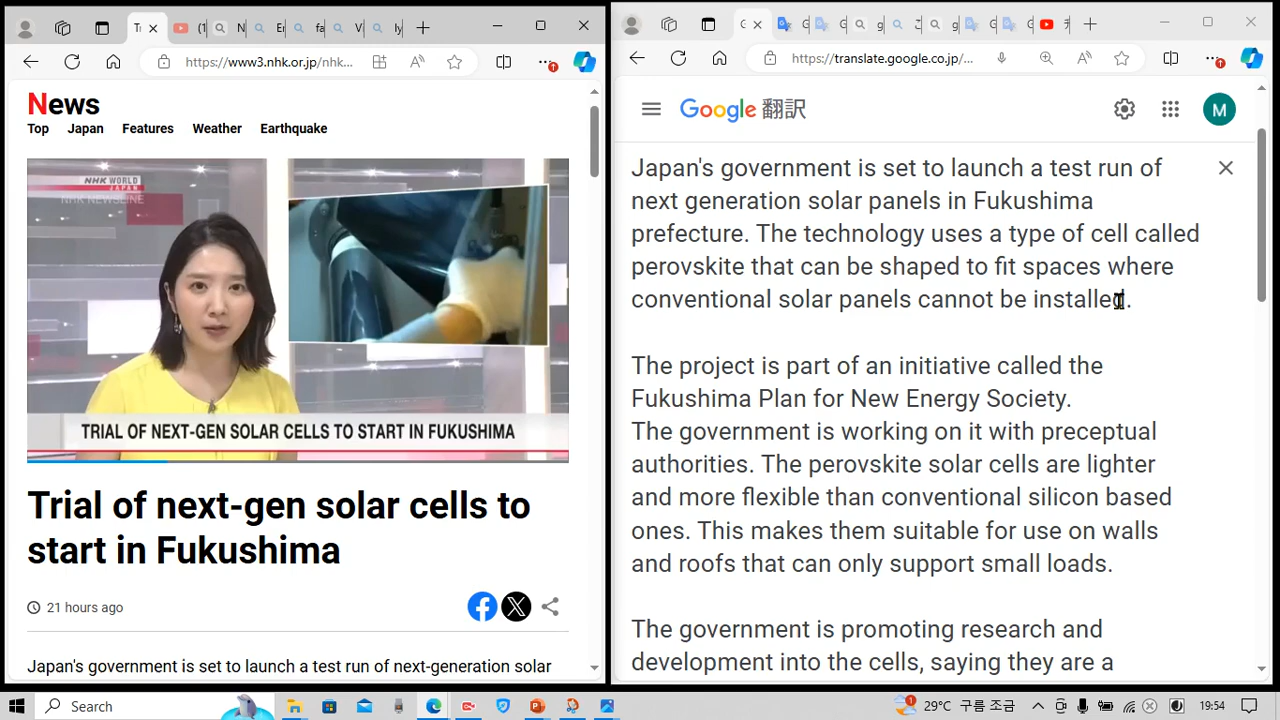 https://www3.nhk.or.jp/nhk...
News
Top Japan Features Weather Earthquake
NHK WORLD
JAPAN
NHK NEWSLINE
TRIAL OF NEXT-GEN SOLAR CELLS TO START IN FUKUSHIMA
Trial of next-gen solar cells to
start in Fukushima
21 hours ago
Japan's government is set to launch a test run of next-generation solar
https://translate.google.co.jp/...
Google 翻訳
M
Japan's government is set to launch a test run of
next generation solar panels in Fukushima
prefecture. The technology uses a type of cell called
perovskite that can be shaped to fit spaces where
conventional solar panels cannot be installed.
The project is part of an initiative called the
Fukushima Plan for New Energy Society.
The government is working on it with preceptual
authorities. The perovskite solar cells are lighter
and more flexible than conventional silicon based
ones. This makes them suitable for use on walls
and roofs that can only support small loads.
The government is promoting research and
development into the cells, saying they are a
Search
29°C 구름 조금
19:54